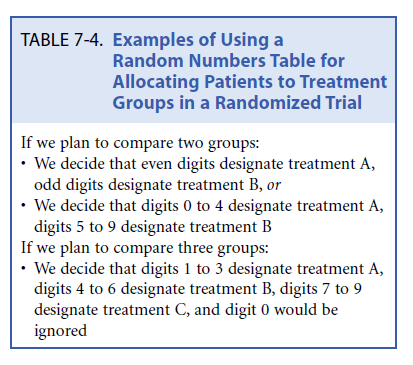 TABLE 7-4. Examples of Using a
Random Numbers Table for
Allocating Patients to Treatment
Groups in a Randomized Trial
If we plan to compare two groups:
• We decide that even digits designate treatment A,
odd digits designate treatment B, or
• We decide that digits 0 to 4 designate treatment A,
digits 5 to 9 designate treatment B
If we plan to compare three groups:
• We decide that digits 1 to 3 designate treatment A,
digits 4 to 6 designate treatment B, digits 7 to 9
designate treatment C, and digit 0 would be
ignored